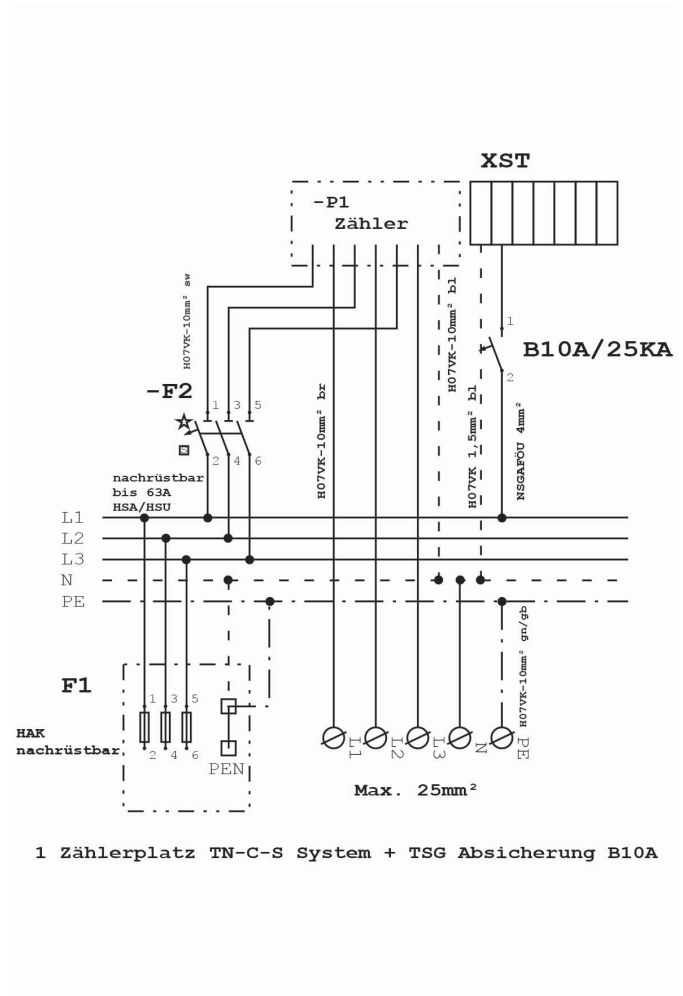 XST
-P1
Zähler
H07VK-10mm² sw
H07VK-10mm² bl
1
B10A/25KA
2
-F2
1 3 5
H07VK-10mm² br
H07VK 1,5mm² bl
NSGAFÖU 4mm²
2 4 6
nachrüstbar
bis 63A
HSA/HSU
L1
L2
L3
N
PE
H07VK-10mm² gn/gb
F1
1 3 5
HAK
nachrüstbar
2 4 6
PEN
L1
L2
L3
N
PE
Max. 25mm²
1 Zählerplatz TN-C-S System + TSG Absicherung B10A